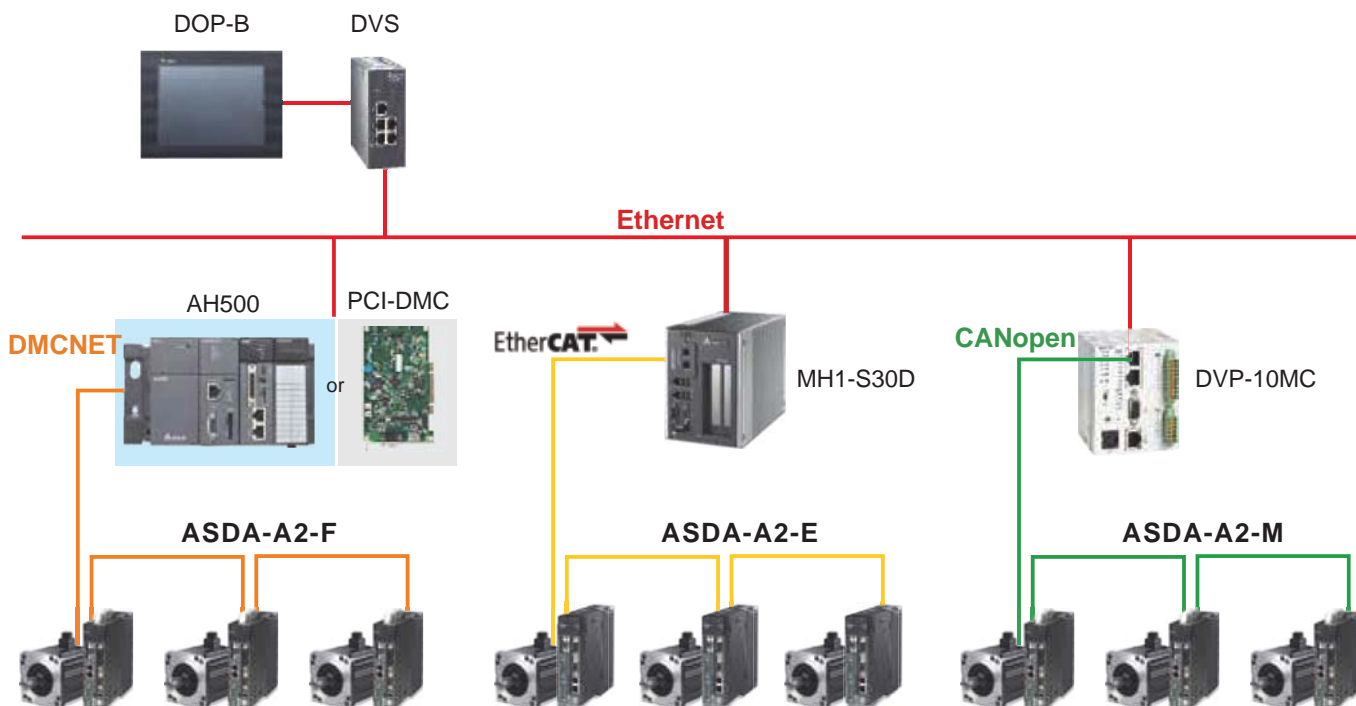 DOP-B
DVS
Ethernet
AH500
PCI-DMC
DMCNET
or
EtherCAT.
MH1-S30D
CANopen
DVP-10MC
ASDA-A2-F
ASDA-A2-E
ASDA-A2-M